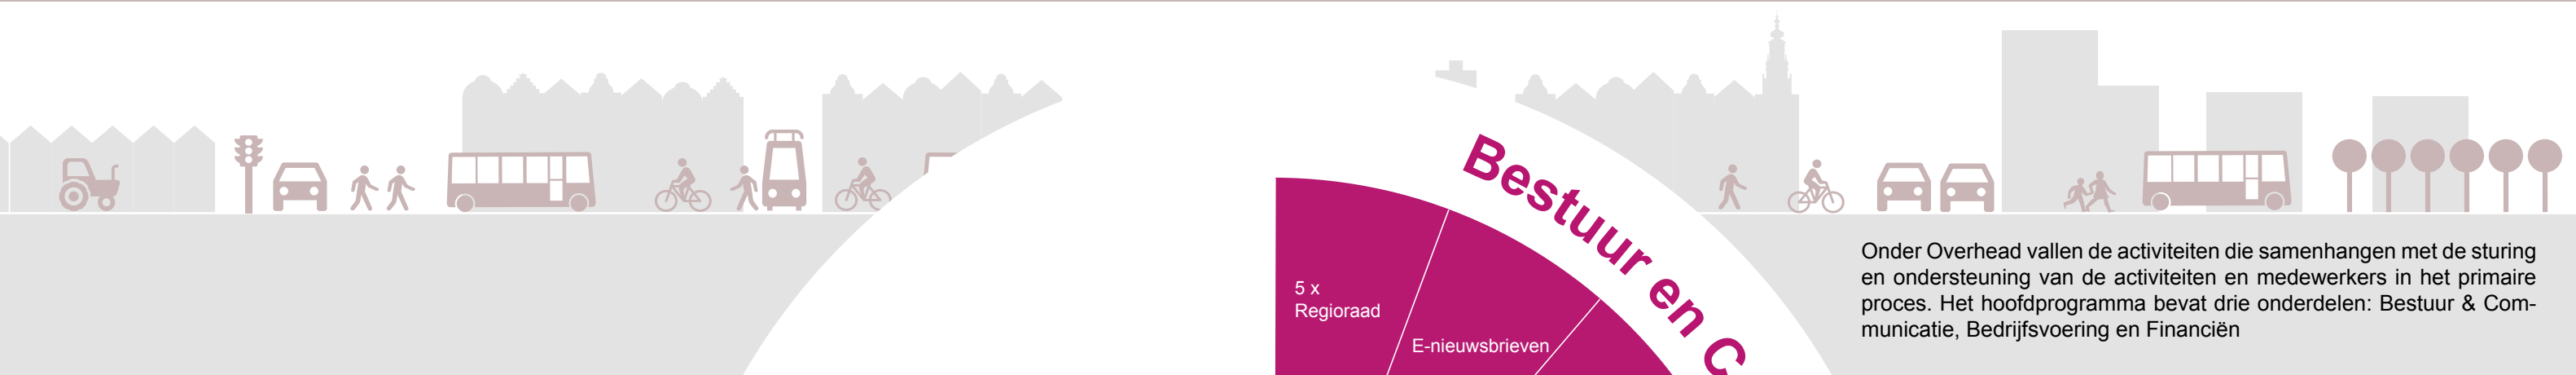 Bestuur en C
5 x
Regioraad
E-nieuwsbrieven
Onder Overhead vallen de activiteiten die samenhangen met de sturing
en ondersteuning van de activiteiten en medewerkers in het primaire
proces. Het hoofdprogramma bevat drie onderdelen: Bestuur & Com-
municatie, Bedrijfsvoering en Financiën